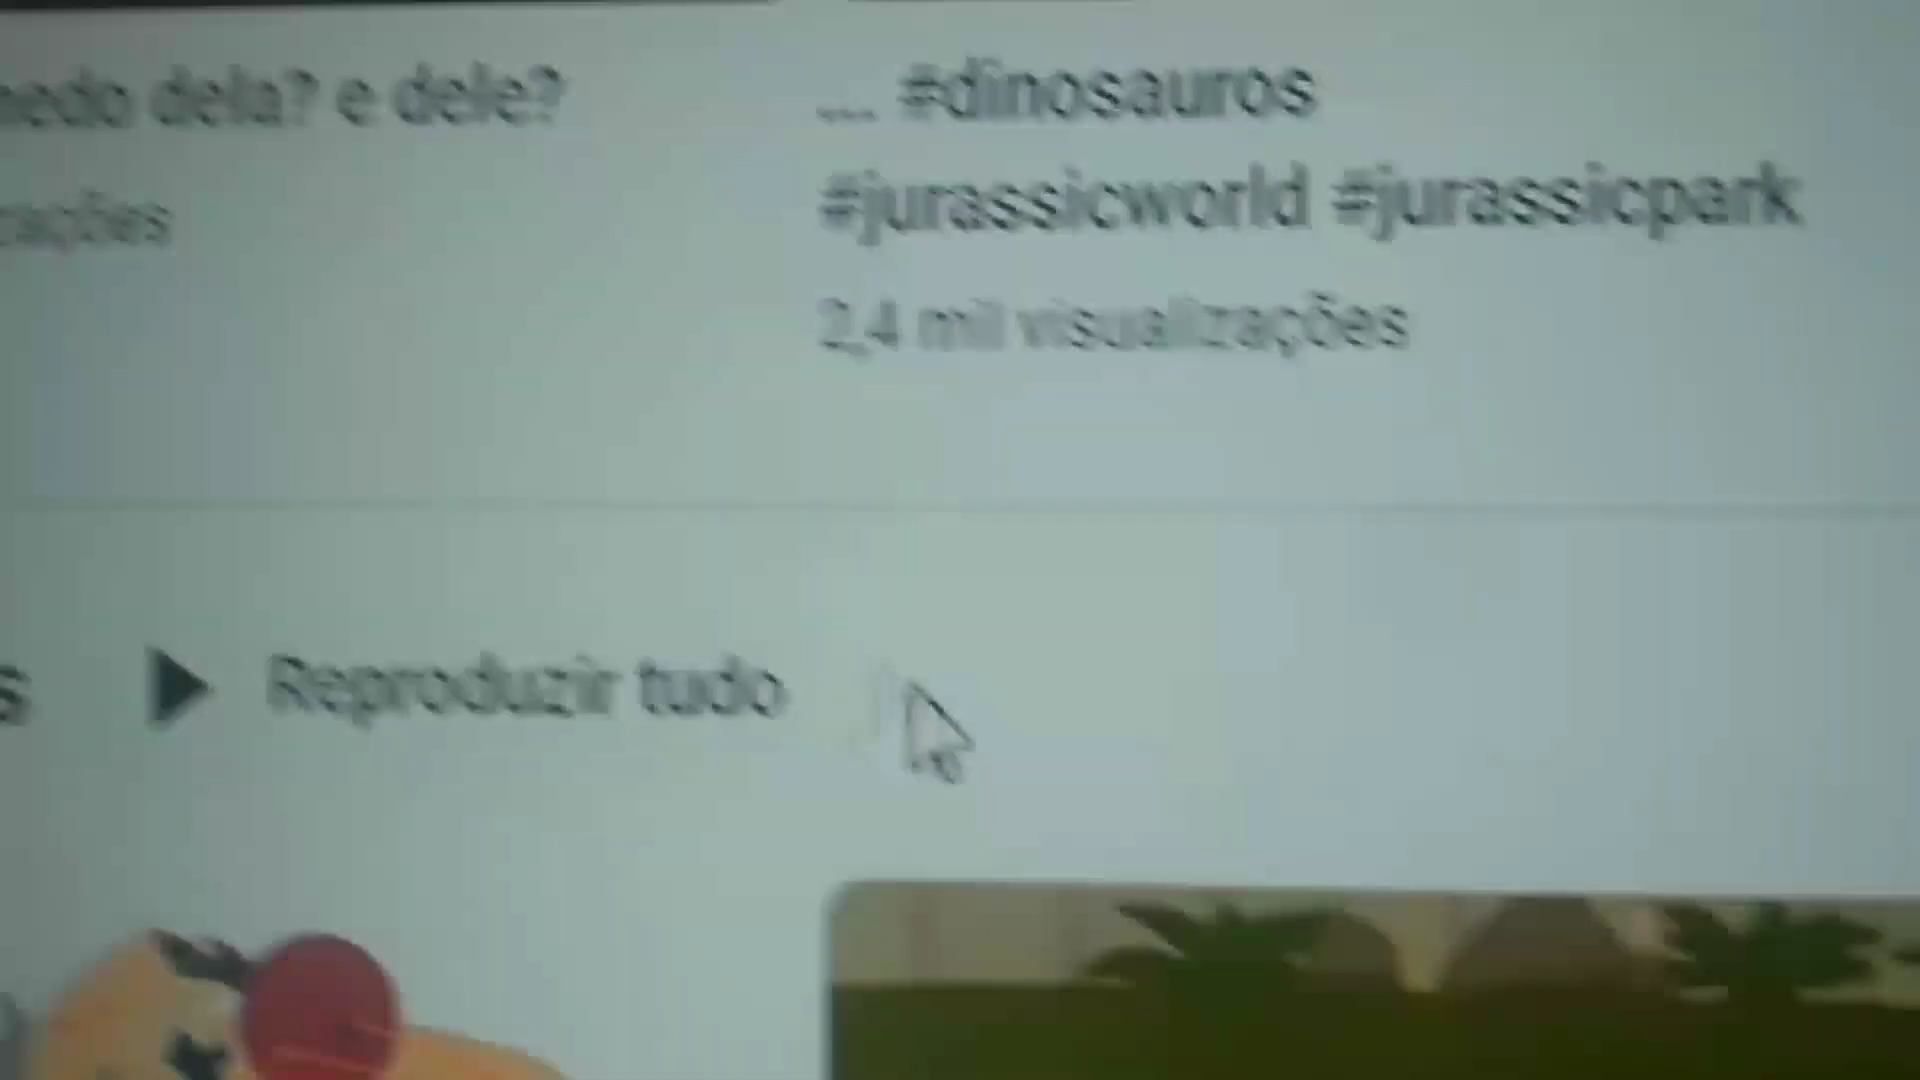 dela? e dele?
... #dinosauros
#jurassicworld #jurassicpark
2,4 mil visualizações
Reproduzir tudo